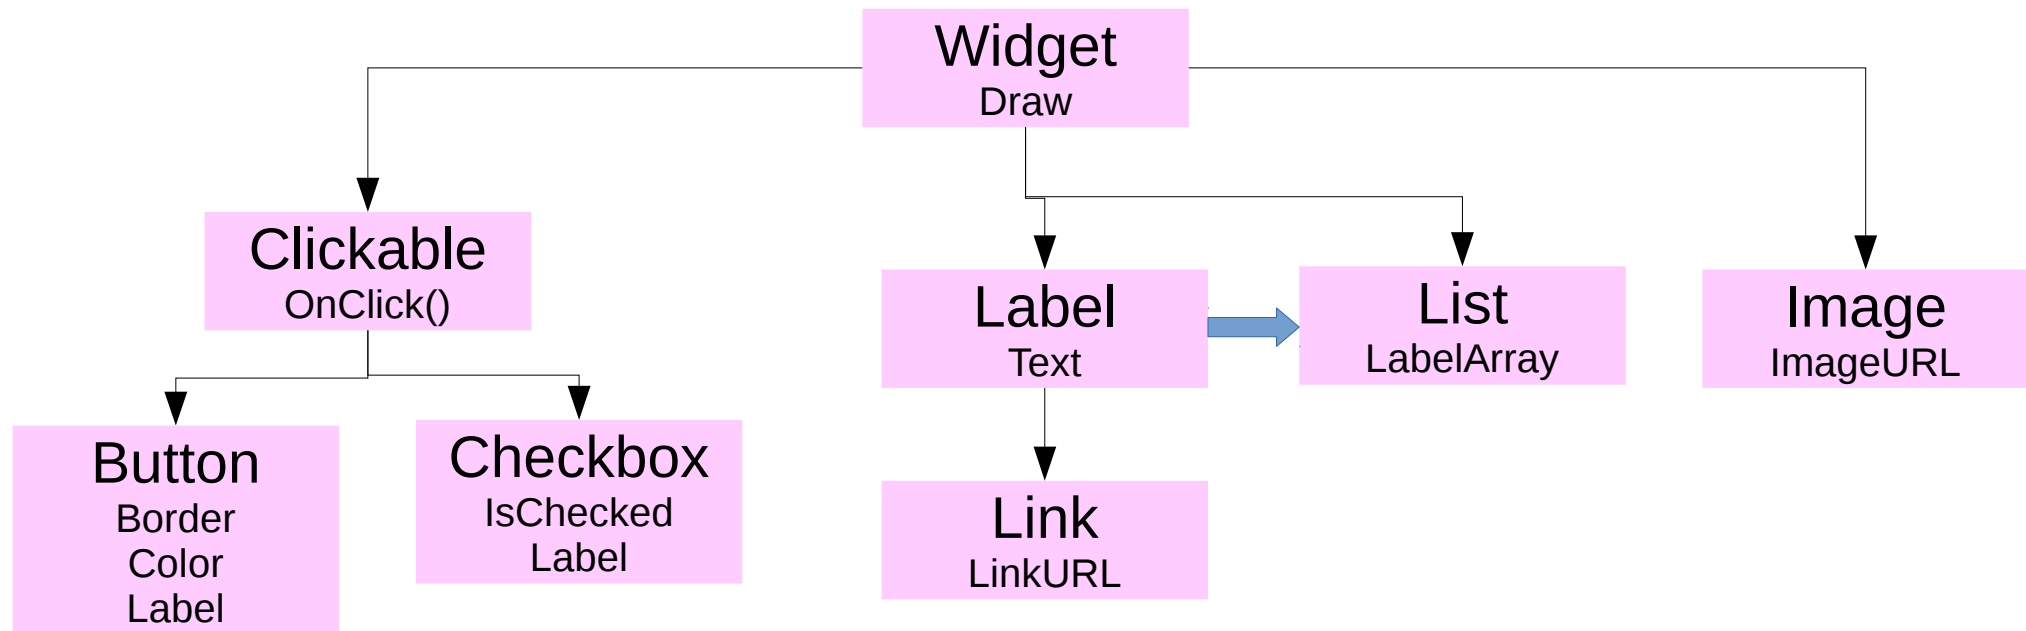 Widget
Draw
Clickable
OnClick()
Label
Text
List
LabelArray
Image
ImageURL
Button
Border
Color
Label
Checkbox
IsChecked
Label
Link
LinkURL